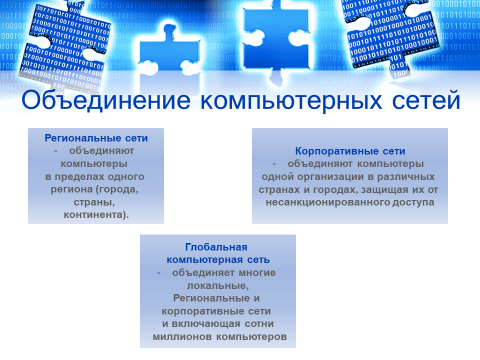 Объединение компьютерных сетей
Региональные сети
- объединяют
компьютеры
в пределах одного
региона (города,
страны,
континента).
Корпоративные сети
- объединяют компьютеры
одной организации в различных
странах и городах, защищая их от
несанкционированного доступа
Глобальная
компьютерная сеть
- объединяет многие
локальные,
Региональные и
корпоративные сети
и включающая сотни
миллионов компьютеров